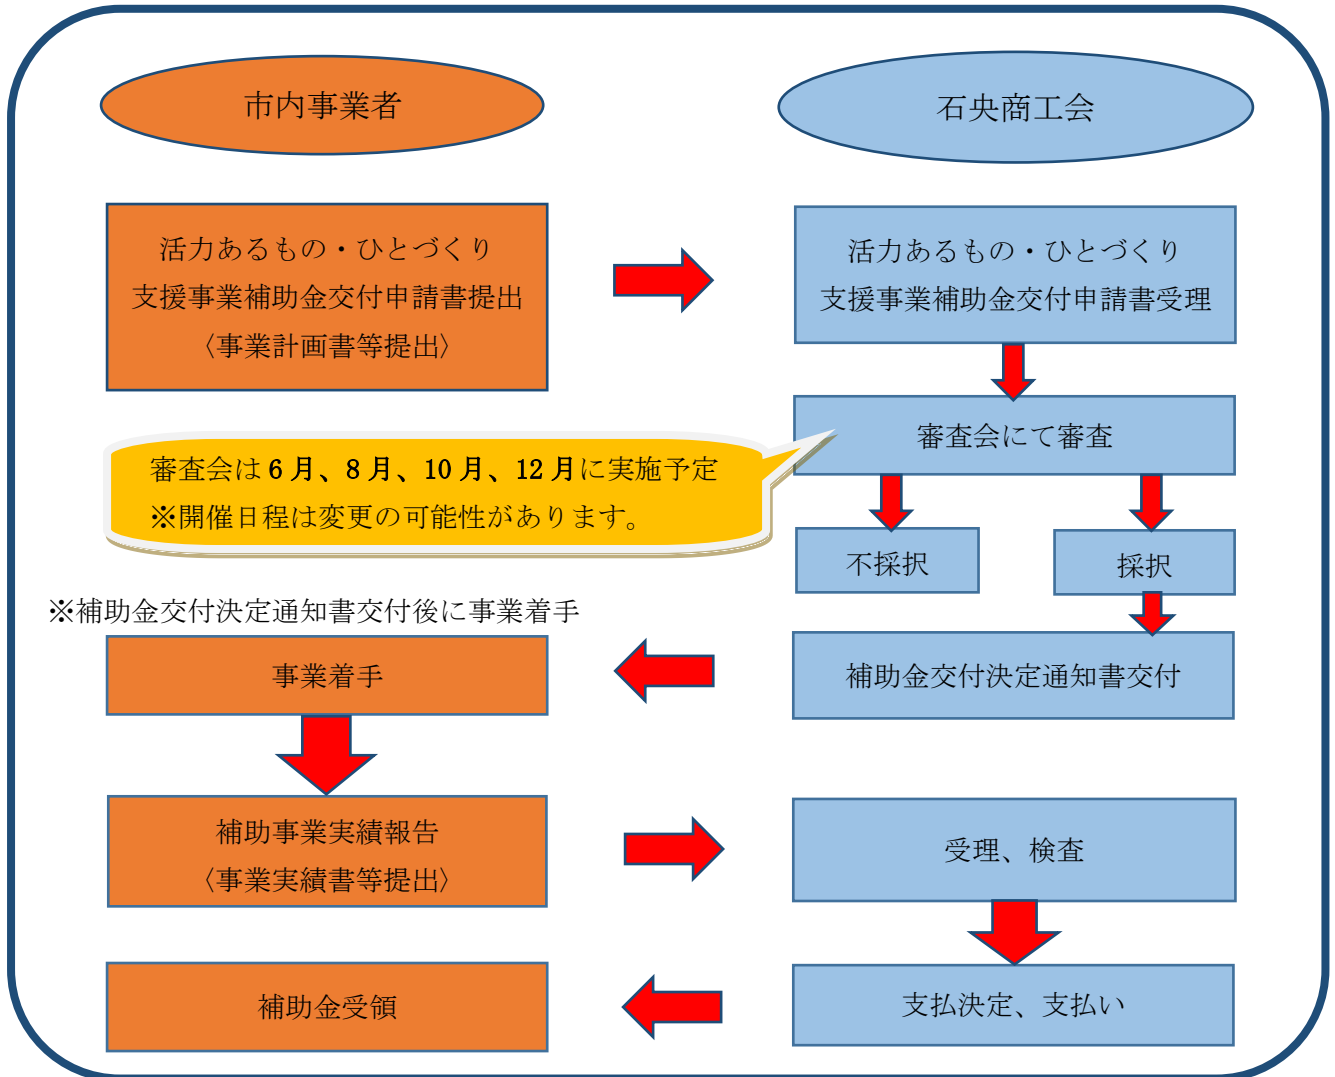 市内事業者
石央商工会
活力あるもの・ひとづくり
支援事業補助金交付申請書提出
〈事業計画書等提出〉
活力あるもの・ひとづくり
支援事業補助金交付申請書受理
審査会にて審査
審査会は 6 月、8 月、10 月、12 月に実施予定
※開催日程は変更の可能性があります。
不採択
採択
※補助金交付決定通知書交付後に事業着手
事業着手
補助金交付決定通知書交付
補助事業実績報告
〈事業実績書等提出〉
受理、検査
補助金受領
支払決定、支払い